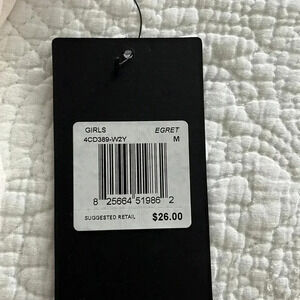 GIRLS EGRET
4CD389-W2Y M
8 25664 51986 2
SUGGESTED RETAIL $26.00